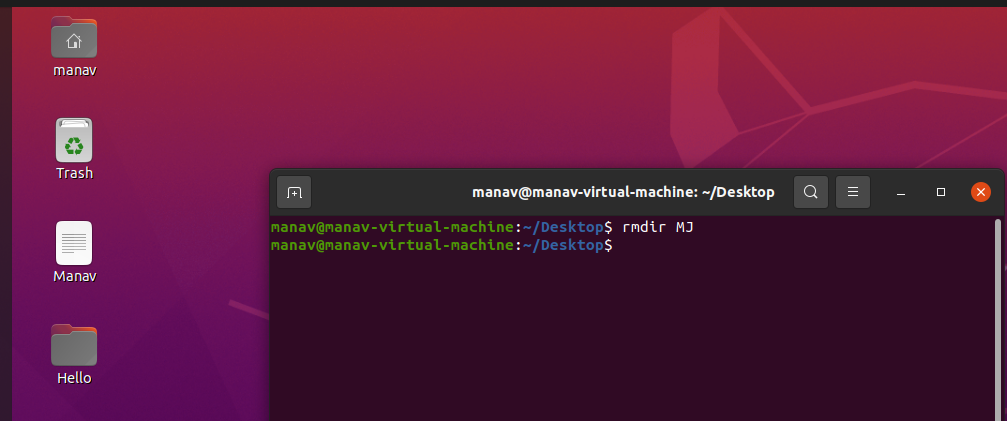 manav
Trash
Manav
Hello
manav@manav-virtual-machine: ~/Desktop
manav@manav-virtual-machine:~/Desktop$ rmdir MJ
manav@manav-virtual-machine:~/Desktop$